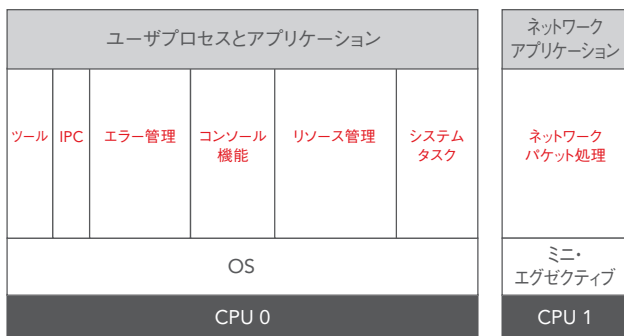 ユーザプロセスとアプリケーション
ネットワーク
アプリケーション
ツール
IPC
エラー管理
コンソール
機能
リソース管理
システム
タスク
ネットワーク
パケット処理
OS
ミニ・
エグゼクティブ
CPU 0
CPU 1